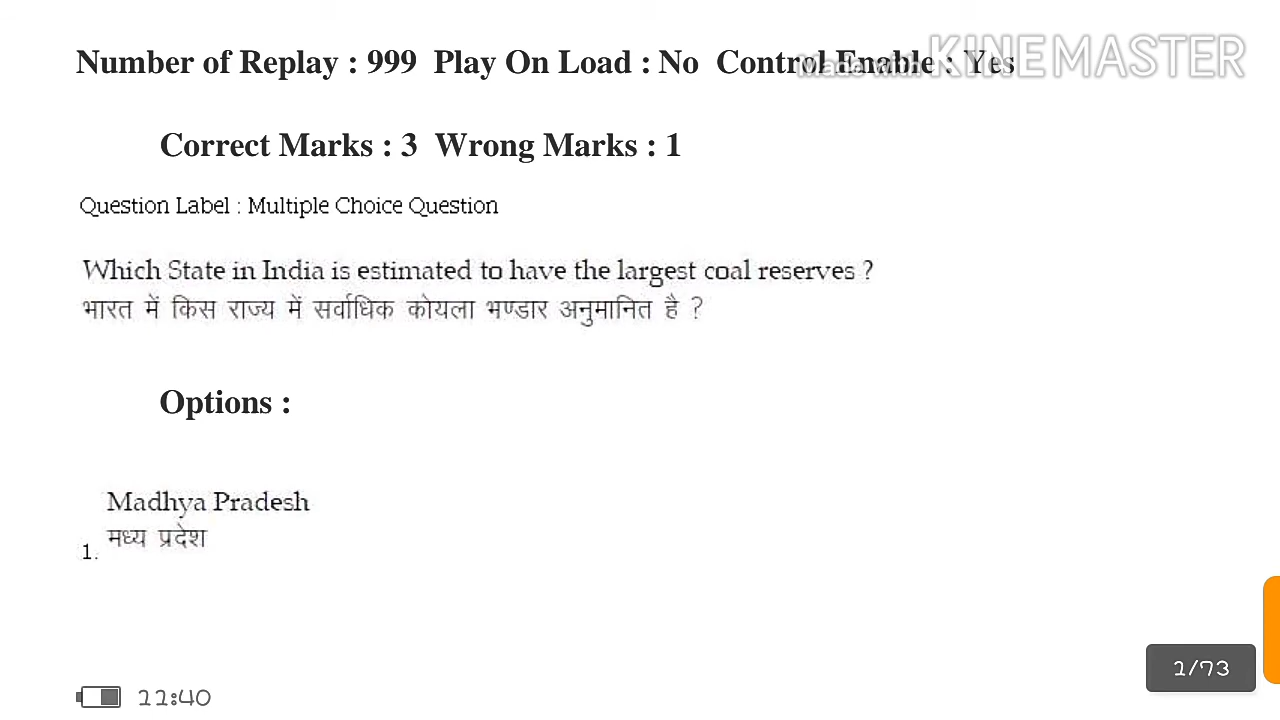 Number of Replay : 999 Play On Load : No Control Enable : Yes
Made with KINEMASTER
Correct Marks : 3 Wrong Marks : 1
Question Label : Multiple Choice Question
Which State in India is estimated to have the largest coal reserves ?
भारत में किस राज्य में सर्वाधिक कोयला भण्डार अनुमानित है ?
Options :
Madhya Pradesh
मध्य प्रदेश
1.
2/73
22:40